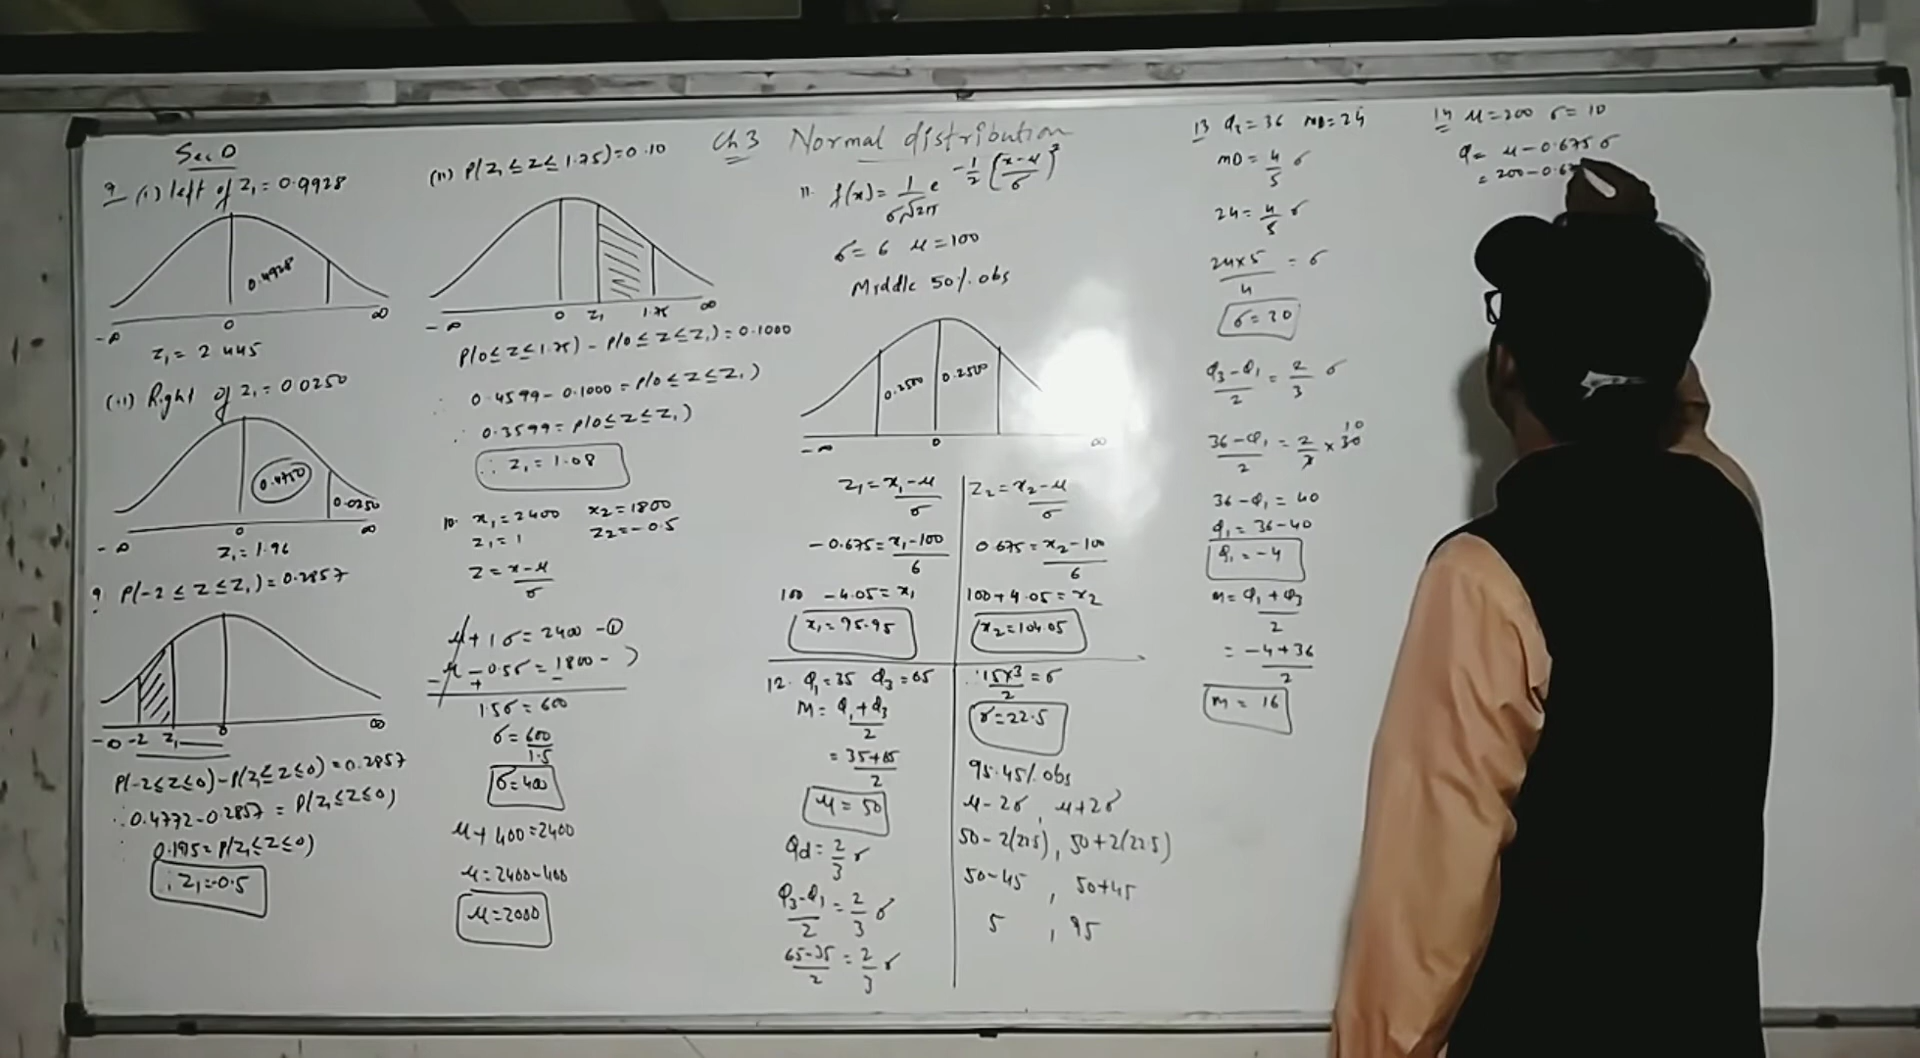 Sec D
9 (i) left of Z₁ = 0.9928
0.4928
-∞ 0 ∞
Z₁ = 2.445
(ii) Right of Z₁ = 0.0250
0.4750
0.0250
-∞ 0 ∞
Z₁ = 1.96
9 P(-2 ≤ Z ≤ Z₁) = 0.2857
-∞ -2 Z₁ 0 ∞
P(-2 ≤ Z ≤ 0) - P(Z₁ ≤ Z ≤ 0) = 0.2857
∴ 0.4772 - 0.2857 = P(Z₁ ≤ Z ≤ 0)
∴ 0.1915 = P(Z₁ ≤ Z ≤ 0)
∴ Z₁ = -0.5
(ii) P(Z₁ ≤ Z ≤ 1.75) = 0.10
-∞ 0 Z₁ 1.75 ∞
P(0 ≤ Z ≤ 1.75) - P(0 ≤ Z ≤ Z₁) = 0.1000
∴ 0.4599 - 0.1000 = P(0 ≤ Z ≤ Z₁)
∴ 0.3599 = P(0 ≤ Z ≤ Z₁)
∴ Z₁ = 1.08
10. x₁ = 2400 x₂ = 1800
Z₁ = 1 Z₂ = -0.5
Z = x-μ/σ
μ + 1σ = 2400 - ①
μ - 0.5σ = 1800 -
- + -
1.5σ = 600
σ = 600/1.5
σ = 400
μ + 400 = 2400
μ = 2400 - 400
μ = 2000
Ch 3 Normal distribution
11. f(x) = 1/σ√2π e^-1/2(x-μ/σ)²
σ = 6 μ = 100
Middle 50% obs
0.2500 0.2500
-∞ 0 ∞
Z₁ = x₁-μ/σ
-0.675 = x₁-100/6
100 - 4.05 = x₁
x₁ = 95.95
Z₂ = x₂-μ/σ
0.675 = x₂-100/6
100 + 4.05 = x₂
x₂ = 104.05
12. Q₁ = 35 Q₃ = 65
M = Q₁+Q₃/2
= 35+65/2
μ = 50
Qd = 2/3 σ
Q₃-Q₁/2 = 2/3 σ
65-35/2 = 2/3 σ
∴ 15×3/2 = σ
σ = 22.5
95.45% obs
μ-2σ, μ+2σ
50-2(22.5), 50+2(22.5)
50-45, 50+45
5, 95
13 Q₃ = 36 MD = 24
MD = 4/5 σ
24 = 4/5 σ
24×5/4 = σ
σ = 30
Q₃-Q₁/2 = 2/3 σ
36-Q₁/2 = 2/3 × 30 10
36-Q₁ = 40
Q₁ = 36-40
Q₁ = -4
M = Q₁+Q₃/2
= -4+36/2
M = 16
14 μ = 200 σ = 10
Q₁ = μ - 0.675 σ
= 200 - 0.67